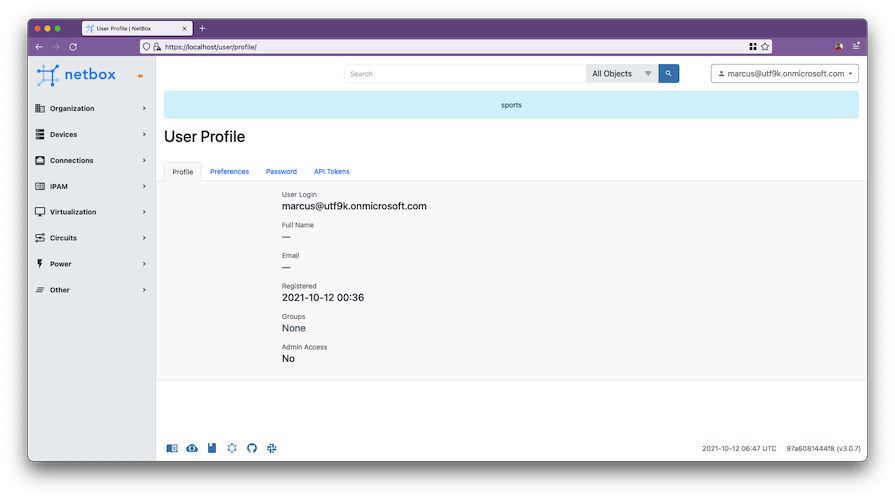 User Profile | NetBox
https://localhost/user/profile/
netbox
Search
All Objects
marcus@utf9k.onmicrosoft.com
sports
Organization
Devices
Connections
IPAM
Virtualization
Circuits
Power
Other
User Profile
Profile Preferences Password API Tokens
User Login
marcus@utf9k.onmicrosoft.com
Full Name
—
Email
—
Registered
2021-10-12 00:36
Groups
None
Admin Access
No
2021-10-12 06:47 UTC 97a6081444f8 (v3.0.7)